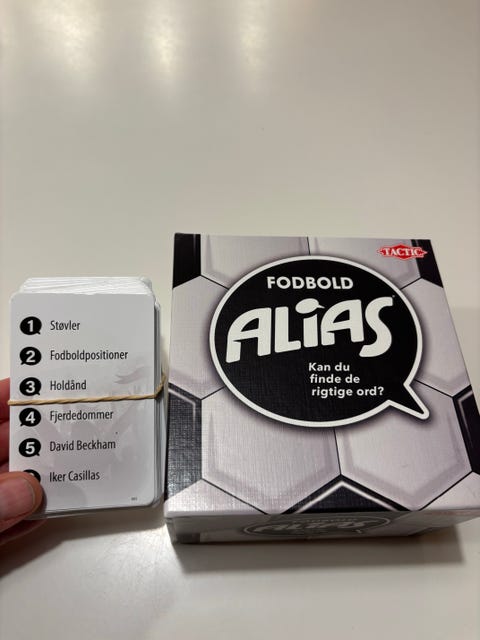 1 Støvler
2 Fodboldpositioner
3 Holdånd
4 Fjerdedommer
5 David Beckham
Iker Casillas
TACTIC
FODBOLD
ALiAS
Kan du
finde de
rigtige ord?